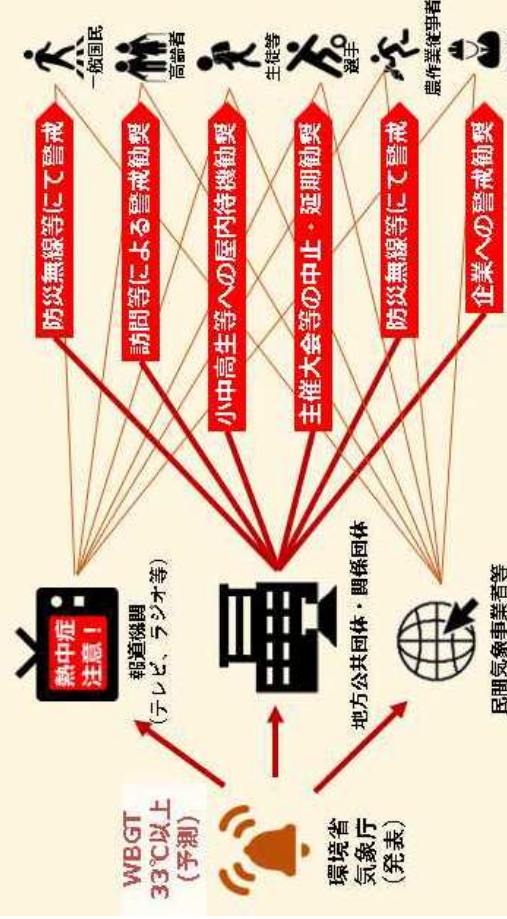 WBGT
33℃以上
(予測)
環境省
気象庁
(発表)
熱中症
注意!
報道機関
(テレビ、ラジオ等)
地方公共団体・関係団体
民間気象事業者等
防災無線等にて警戒
訪問等による警戒勧奨
小中高生等への屋内待機勧奨
主催大会等の中止・延期勧奨
防災無線等にて警戒
企業への警戒勧奨
一般国民
高齢者
生徒等
選手
農作業従事者